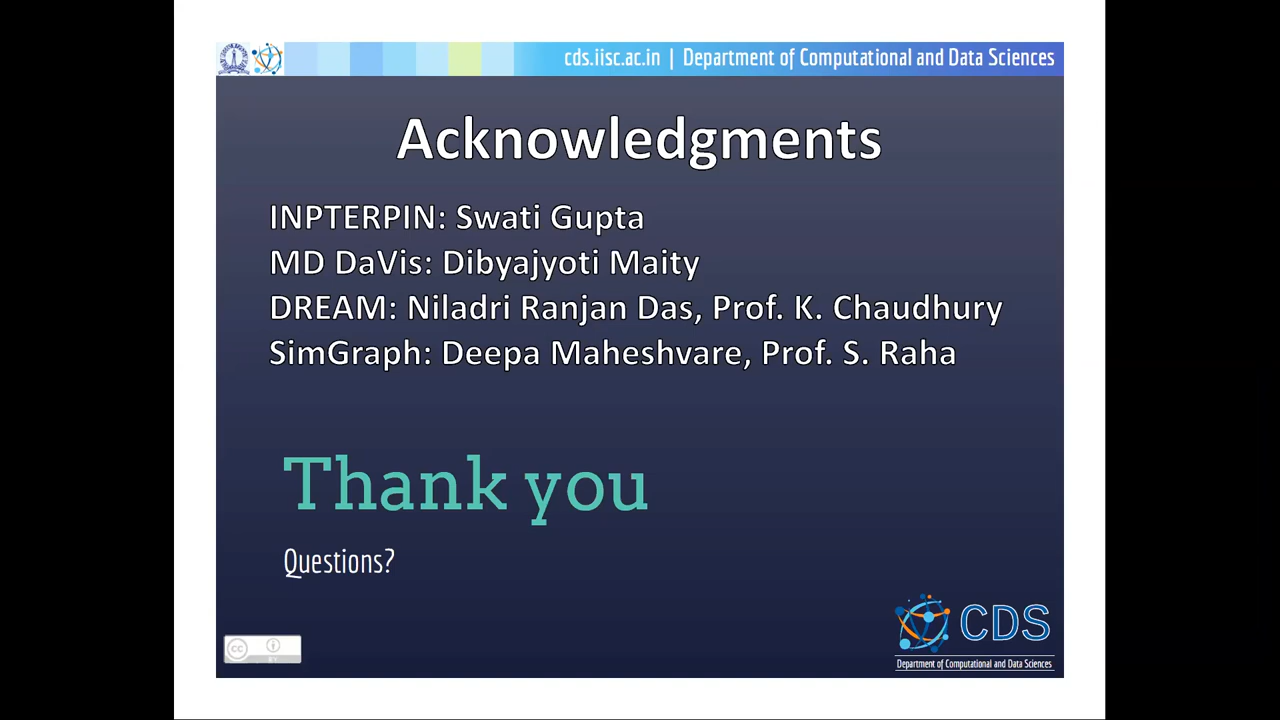 cds.iisc.ac.in | Department of Computational and Data Sciences
Acknowledgments
INPTERPIN: Swati Gupta
MD DaVis: Dibyajyoti Maity
DREAM: Niladri Ranjan Das, Prof. K. Chaudhury
SimGraph: Deepa Maheshvare, Prof. S. Raha
Thank you
Questions?
cc
BY
CDS
Department of Computational and Data Sciences